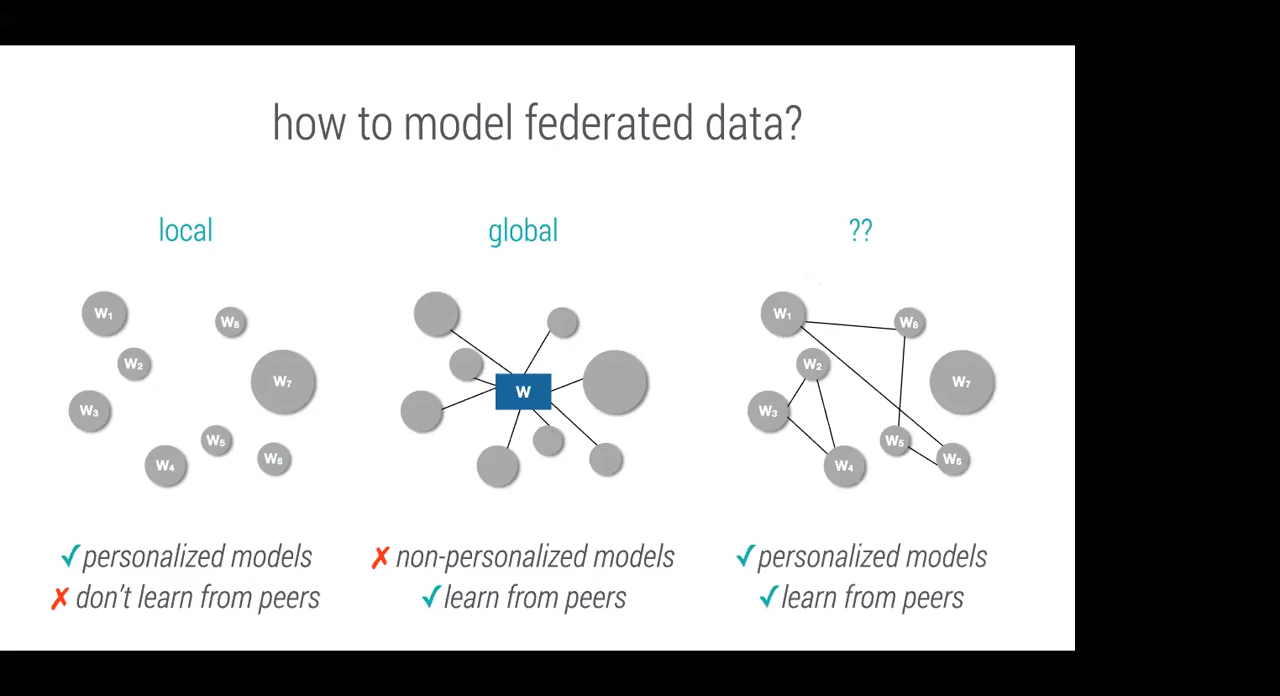 how to model federated data?
local
W₁
W₈
W₂
W₇
W₃
W₅
W₄
W₆
✓ personalized models
✗ don't learn from peers
global
W
✗ non-personalized models
✓ learn from peers
??
W₁
W₈
W₂
W₇
W₃
W₅
W₄
W₆
✓ personalized models
✓ learn from peers